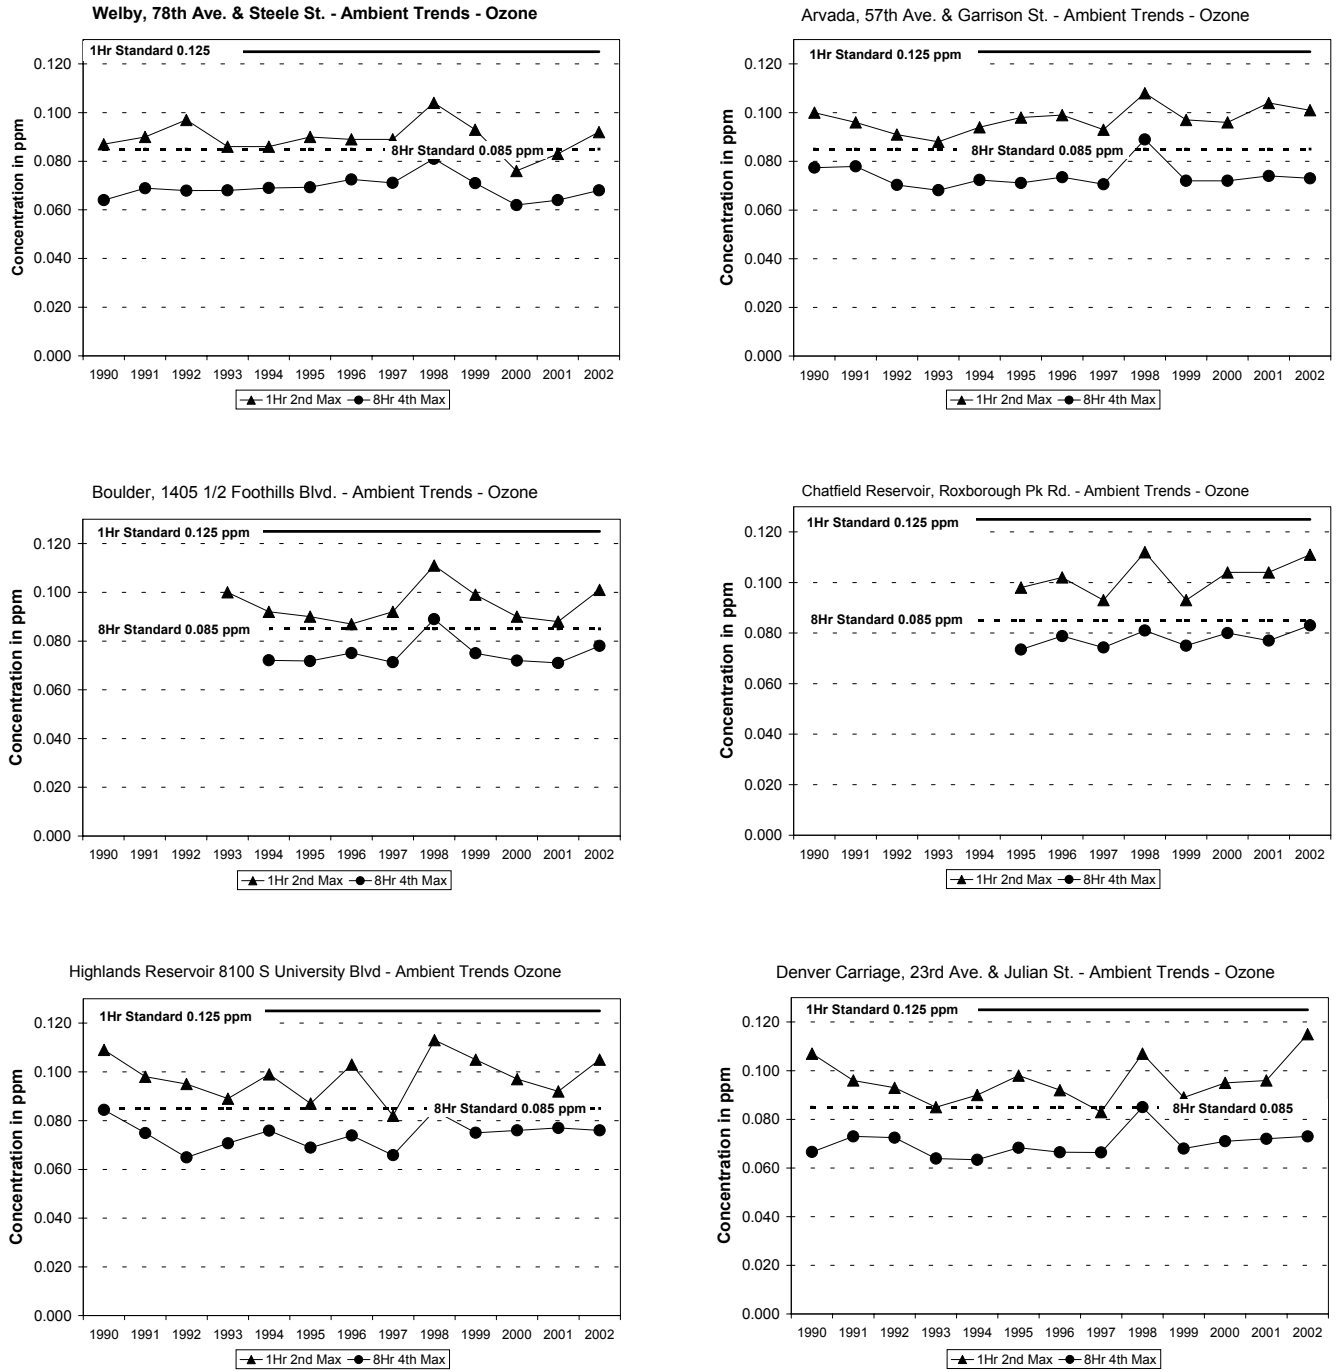 Welby, 78th Ave. & Steele St. - Ambient Trends - Ozone
1Hr Standard 0.125
0.120
0.100
0.080
0.060
0.040
0.020
0.000
Concentration in ppm
8Hr Standard 0.085 ppm
1990 1991 1992 1993 1994 1995 1996 1997 1998 1999 2000 2001 2002
1Hr 2nd Max 8Hr 4th Max
Arvada, 57th Ave. & Garrison St. - Ambient Trends - Ozone
1Hr Standard 0.125 ppm
0.120
0.100
0.080
0.060
0.040
0.020
0.000
Concentration in ppm
8Hr Standard 0.085 ppm
1990 1991 1992 1993 1994 1995 1996 1997 1998 1999 2000 2001 2002
1Hr 2nd Max 8Hr 4th Max
Boulder, 1405 1/2 Foothills Blvd. - Ambient Trends - Ozone
1Hr Standard 0.125 ppm
0.120
0.100
0.080
0.060
0.040
0.020
0.000
Concentration in ppm
8Hr Standard 0.085 ppm
1990 1991 1992 1993 1994 1995 1996 1997 1998 1999 2000 2001 2002
1Hr 2nd Max 8Hr 4th Max
Chatfield Reservoir, Roxborough Pk Rd. - Ambient Trends - Ozone
1Hr Standard 0.125 ppm
0.120
0.100
0.080
0.060
0.040
0.020
0.000
Concentration in ppm
8Hr Standard 0.085 ppm
1990 1991 1992 1993 1994 1995 1996 1997 1998 1999 2000 2001 2002
1Hr 2nd Max 8Hr 4th Max
Highlands Reservoir 8100 S University Blvd - Ambient Trends Ozone
1Hr Standard 0.125 ppm
0.120
0.100
0.080
0.060
0.040
0.020
0.000
Concentration in ppm
8Hr Standard 0.085 ppm
1990 1991 1992 1993 1994 1995 1996 1997 1998 1999 2000 2001 2002
1Hr 2nd Max 8Hr 4th Max
Denver Carriage, 23rd Ave. & Julian St. - Ambient Trends - Ozone
1Hr Standard 0.125 ppm
0.120
0.100
0.080
0.060
0.040
0.020
0.000
Concentration in ppm
8Hr Standard 0.085
1990 1991 1992 1993 1994 1995 1996 1997 1998 1999 2000 2001 2002
1Hr 2nd Max 8Hr 4th Max